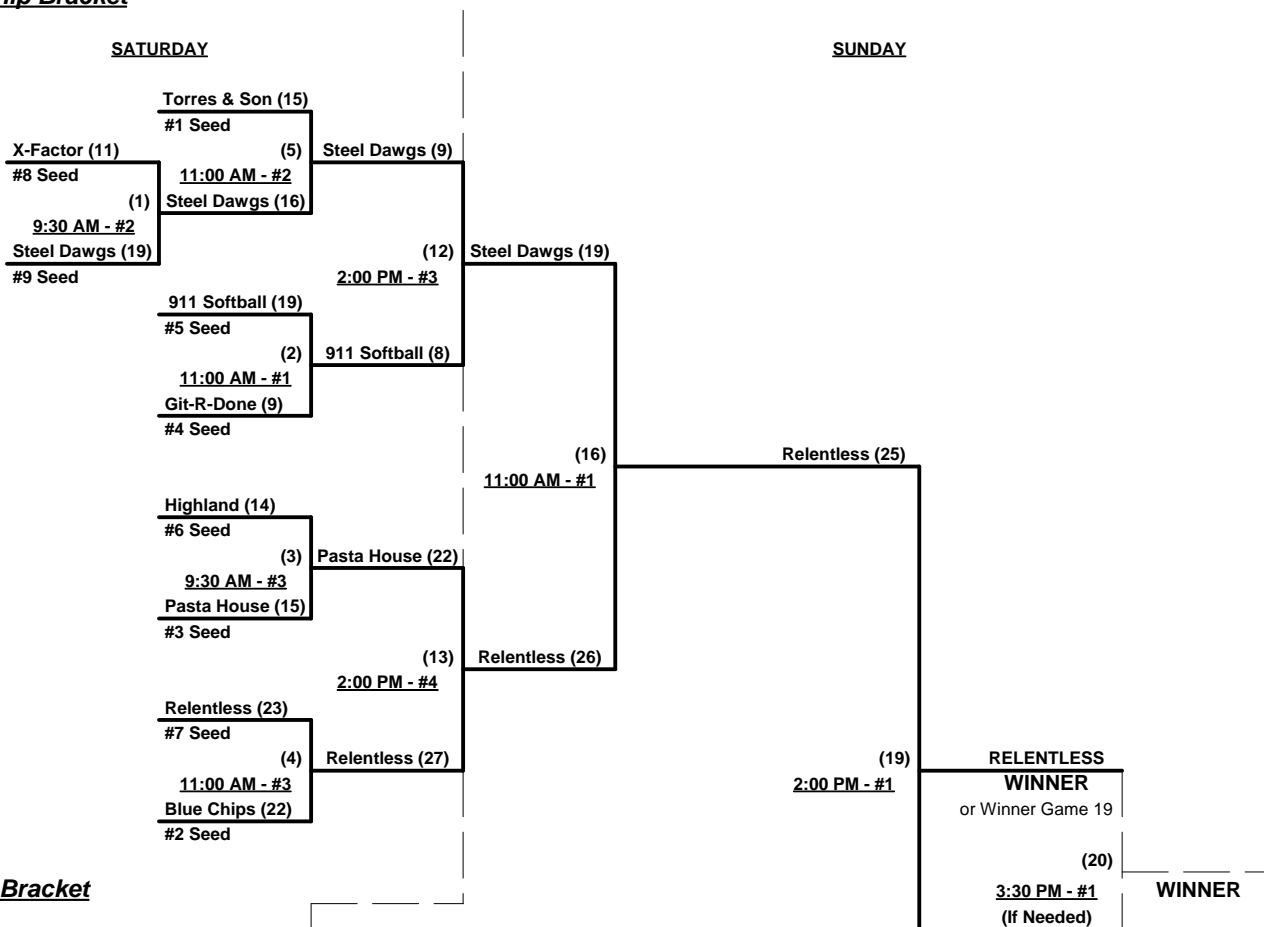 SATURDAY
SUNDAY
Torres & Son (15)
#1 Seed
X-Factor (11)
(5)
Steel Dawgs (9)
#8 Seed
11:00 AM - #2
(1)
Steel Dawgs (16)
9:30 AM - #2
Steel Dawgs (19)
(12)
Steel Dawgs (19)
#9 Seed
2:00 PM - #3
911 Softball (19)
#5 Seed
(2)
911 Softball (8)
11:00 AM - #1
Git-R-Done (9)
#4 Seed
(16)
Relentless (25)
11:00 AM - #1
Highland (14)
#6 Seed
(3)
Pasta House (22)
9:30 AM - #3
Pasta House (15)
#3 Seed
(13)
Relentless (26)
2:00 PM - #4
Relentless (23)
#7 Seed
(4)
Relentless (27)
(19)
RELENTLESS
11:00 AM - #3
2:00 PM - #1
WINNER
Blue Chips (22)
or Winner Game 19
#2 Seed
(20)
Bracket
3:30 PM - #1
WINNER
(If Needed)